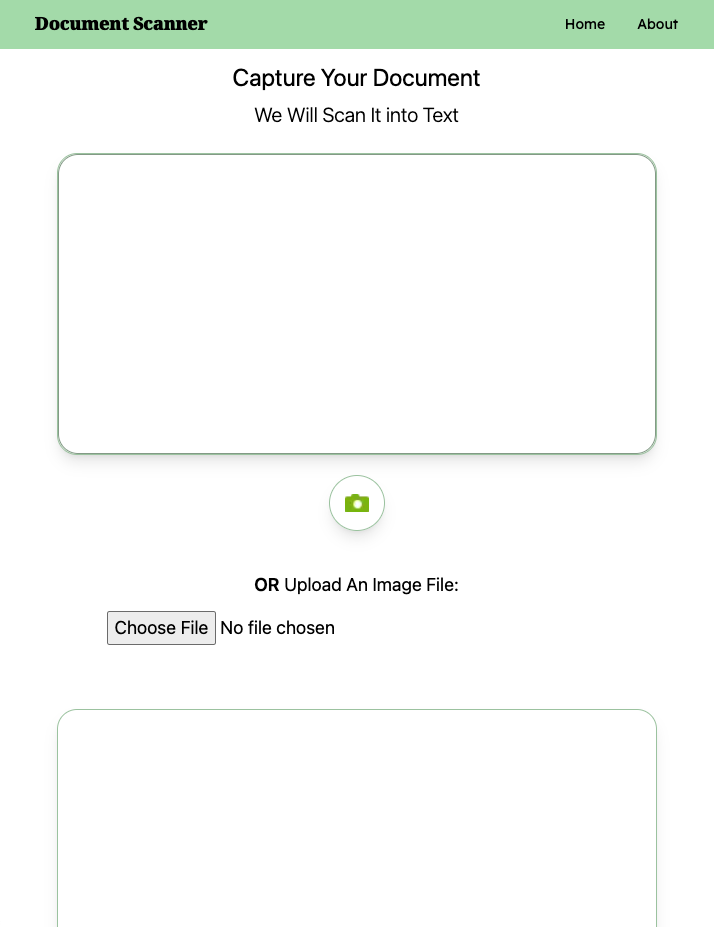 Document Scanner Home About
Capture Your Document
We Will Scan It into Text
OR Upload An Image File:
Choose File No file chosen